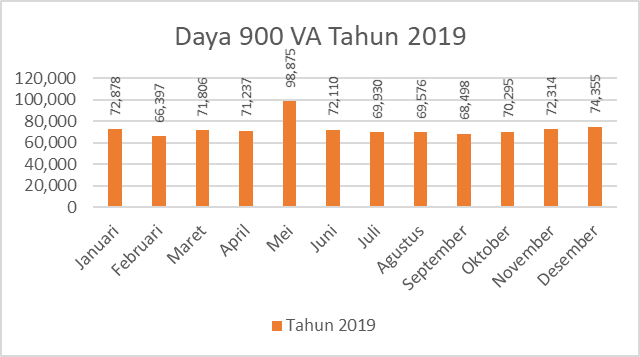 Daya 900 VA Tahun 2019
120,000
100,000
80,000
60,000
40,000
20,000
0
72,878
66,397
71,806
71,237
98,875
72,110
69,930
69,576
68,498
70,295
72,314
74,355
Januari
Februari
Maret
April
Mei
Juni
Juli
Agustus
September
Oktober
November
Desember
Tahun 2019